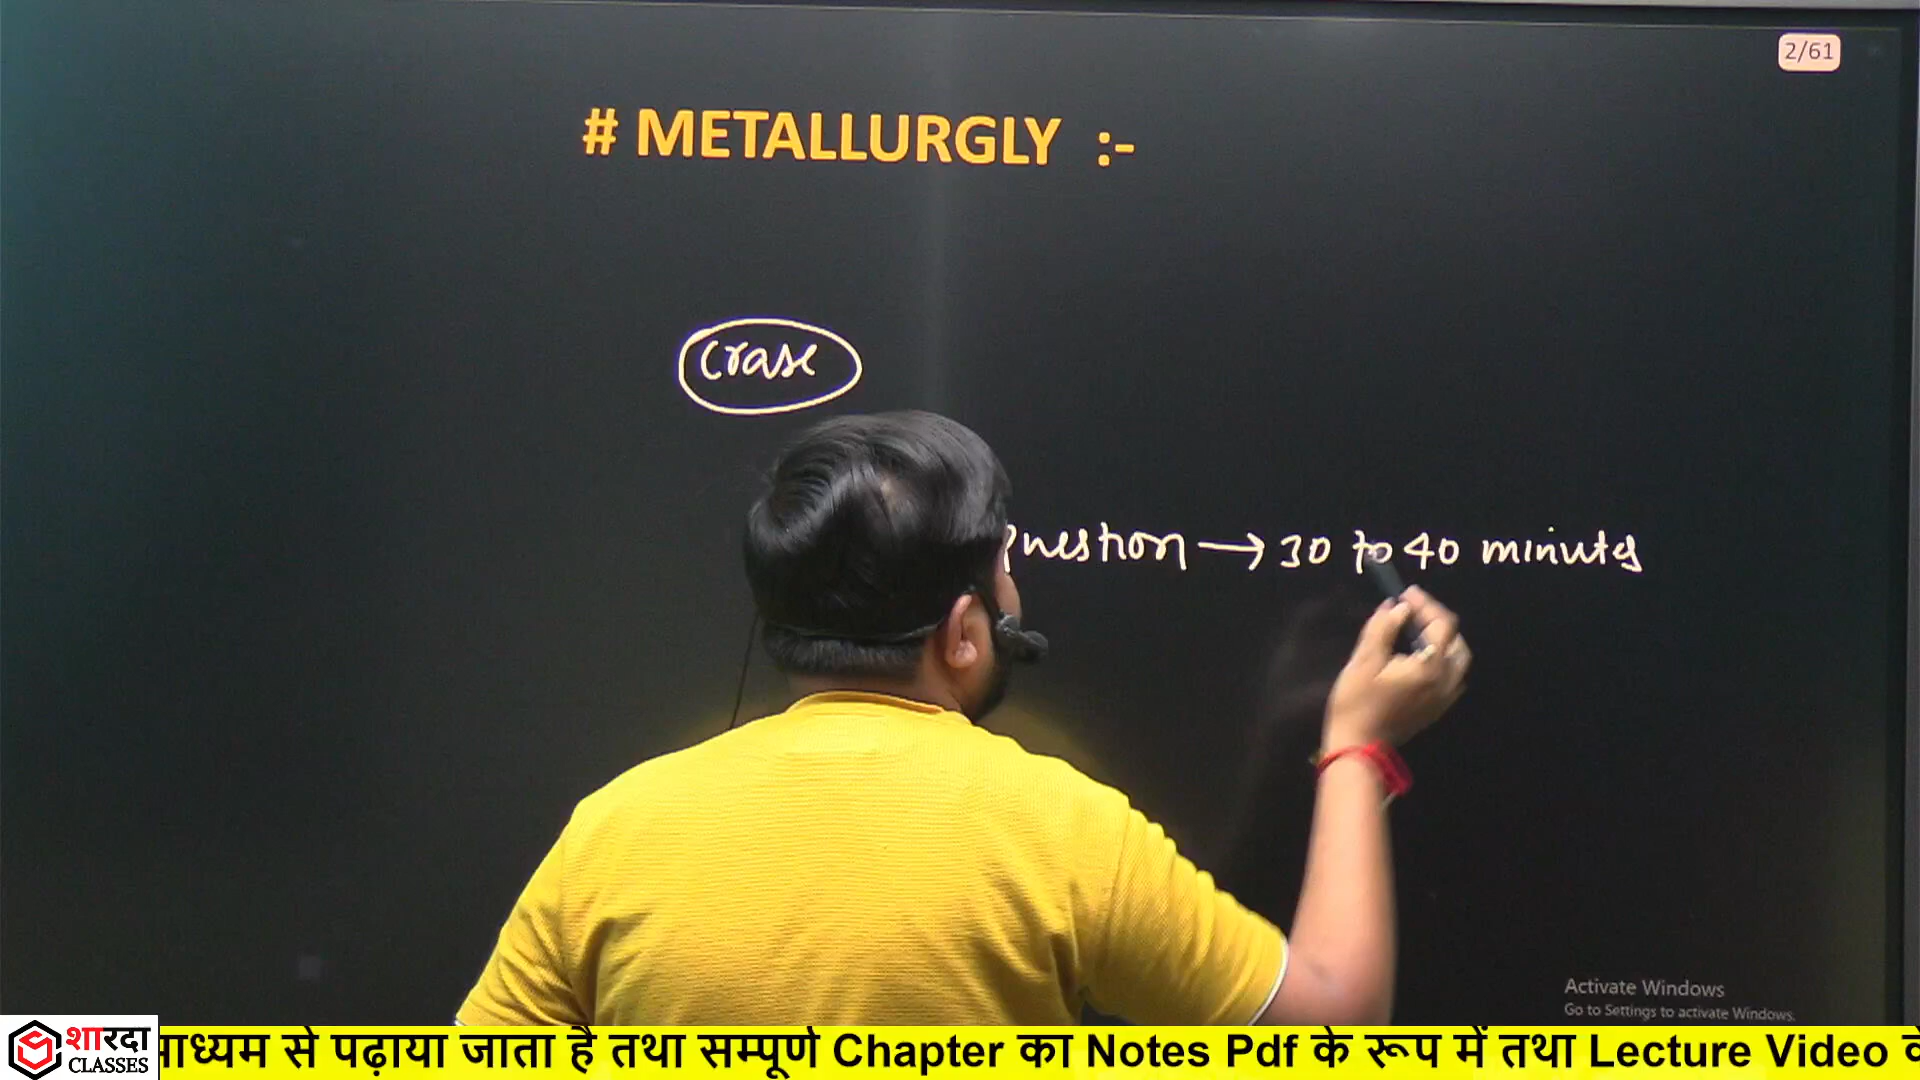 2/61
# METALLURGLY :-
Crase
question → 30 to 40 minutes
Activate Windows
Go to Settings to activate Windows.
शारदा
CLASSES
माध्यम से पढ़ाया जाता है तथा सम्पूर्ण Chapter का Notes Pdf के रूप में तथा Lecture Video के